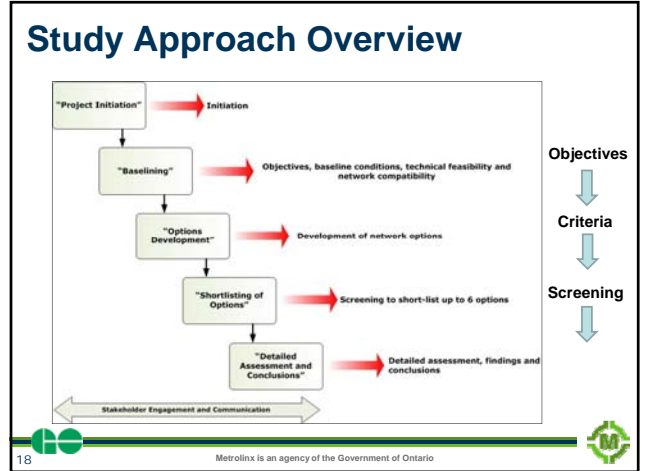 Study Approach Overview
"Project Initiation"
Initiation
"Baselining"
Objectives, baseline conditions, technical feasibility and
network compatibility
"Options
Development"
Development of network options
"Shortlisting of
Options"
Screening to short-list up to 6 options
"Detailed
Assessment and
Conclusions"
Detailed assessment, findings and
conclusions
Stakeholder Engagement and Communication
Objectives
Criteria
Screening
GO
M
18
Metrolinx is an agency of the Government of Ontario